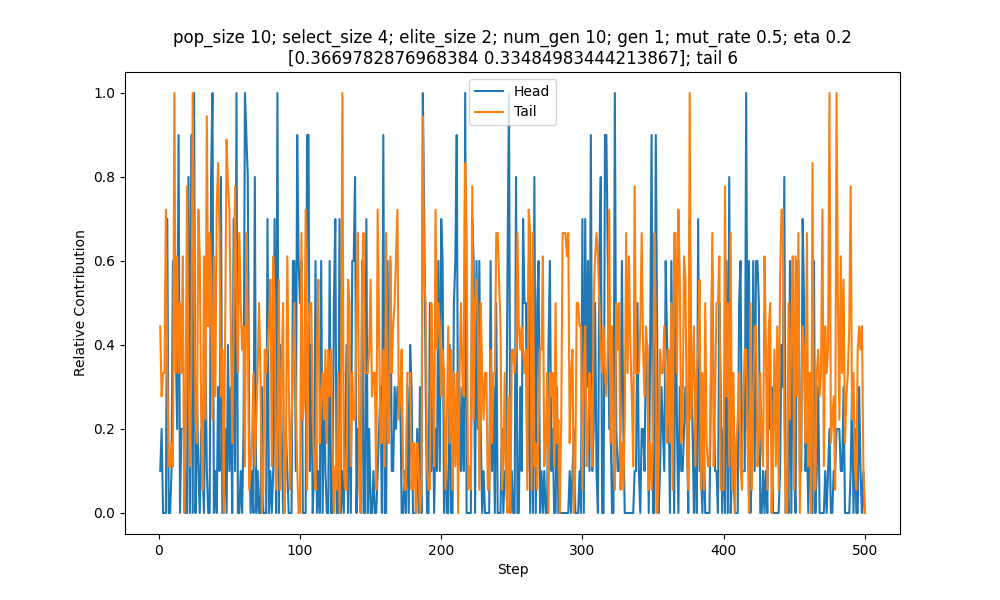 pop_size 10; select_size 4; elite_size 2; num_gen 10; gen 1; mut_rate 0.5; eta 0.2
[0.3669782876968384 0.33484983444213867]; tail 6
Head
Tail
1.0
0.8
0.6
0.4
0.2
0.0
Relative Contribution
0
100
200
300
400
500
Step